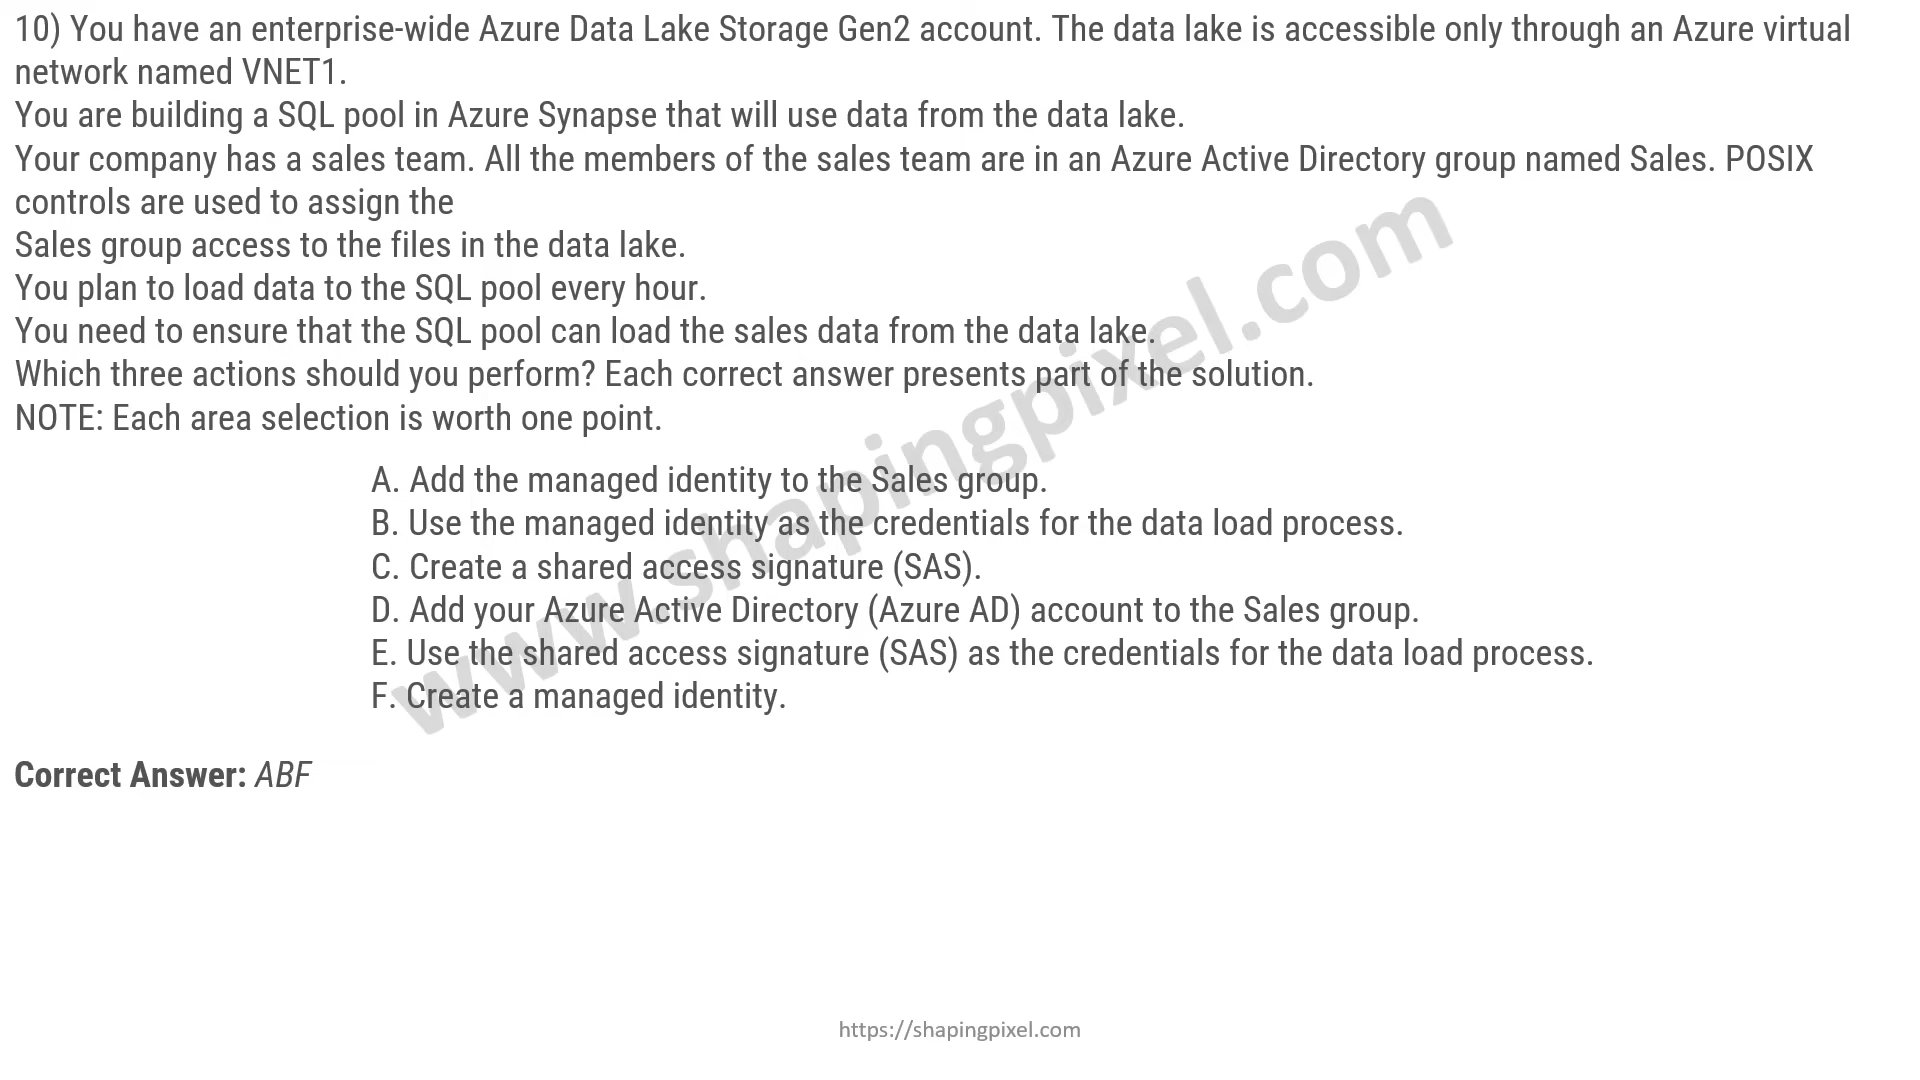 10) You have an enterprise-wide Azure Data Lake Storage Gen2 account. The data lake is accessible only through an Azure virtual
network named VNET1.
You are building a SQL pool in Azure Synapse that will use data from the data lake.
Your company has a sales team. All the members of the sales team are in an Azure Active Directory group named Sales. POSIX
controls are used to assign the
Sales group access to the files in the data lake.
You plan to load data to the SQL pool every hour.
You need to ensure that the SQL pool can load the sales data from the data lake.
Which three actions should you perform? Each correct answer presents part of the solution.
NOTE: Each area selection is worth one point.
A. Add the managed identity to the Sales group.
B. Use the managed identity as the credentials for the data load process.
C. Create a shared access signature (SAS).
D. Add your Azure Active Directory (Azure AD) account to the Sales group.
E. Use the shared access signature (SAS) as the credentials for the data load process.
F. Create a managed identity.
Correct Answer: ABF
www.shapingpixel.com
https://shapingpixel.com